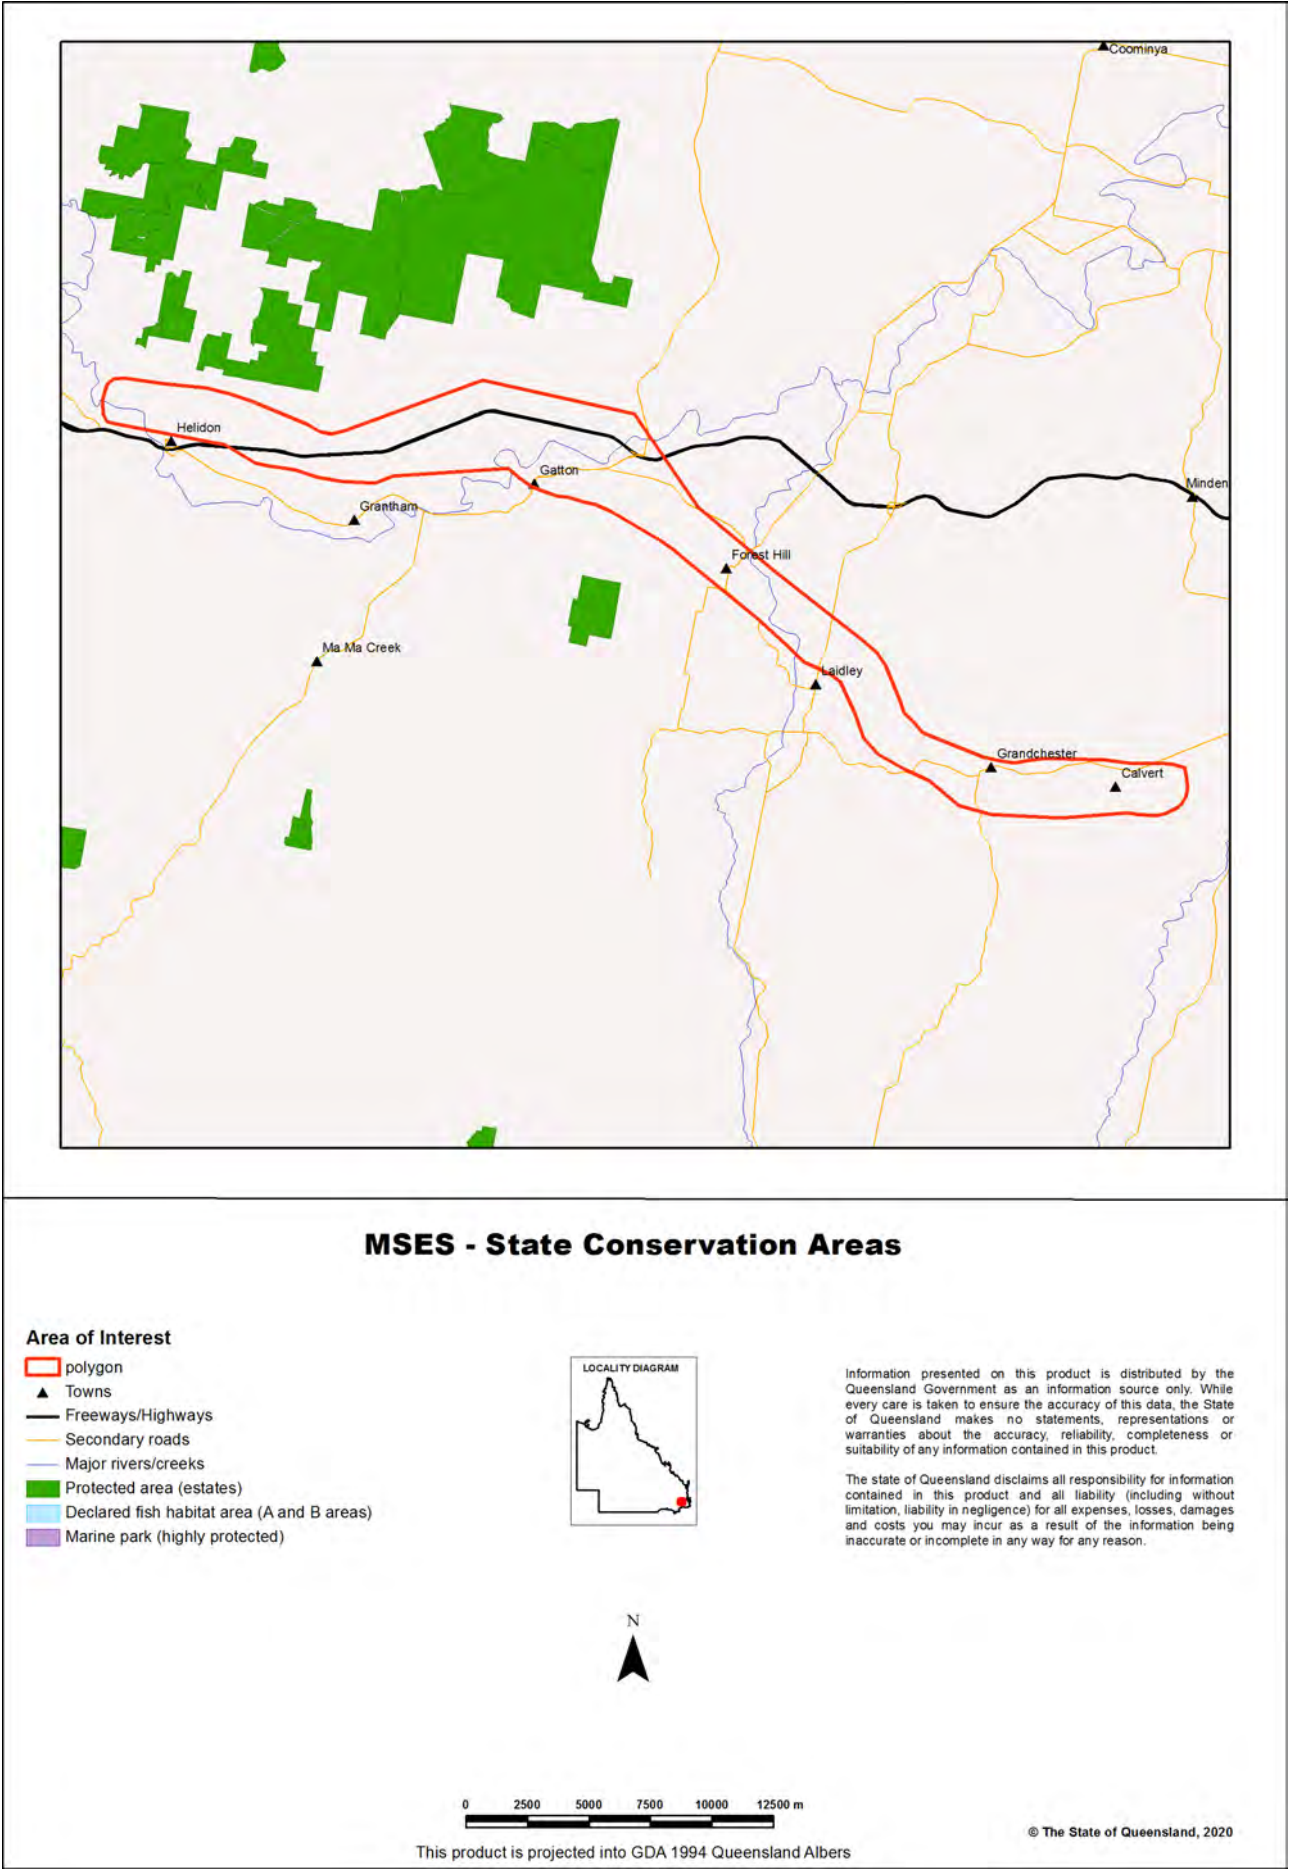 Coominya
Helidon
Gatton
Minden
Grantham
Forest Hill
Ma Ma Creek
Laidley
Grandchester
Calvert
MSES - State Conservation Areas
Area of Interest
polygon
Towns
Freeways/Highways
Secondary roads
Major rivers/creeks
Protected area (estates)
Declared fish habitat area (A and B areas)
Marine park (highly protected)
LOCALITY DIAGRAM
Information presented on this product is distributed by the
Queensland Government as an information source only. While
every care is taken to ensure the accuracy of this data, the State
of Queensland makes no statements, representations or
warranties about the accuracy, reliability, completeness or
suitability of any information contained in this product.
The state of Queensland disclaims all responsibility for information
contained in this product and all liability (including without
limitation, liability in negligence) for all expenses, losses, damages
and costs you may incur as a result of the information being
inaccurate or incomplete in any way for any reason.
N
0 2500 5000 7500 10000 12500 m
© The State of Queensland, 2020
This product is projected into GDA 1994 Queensland Albers